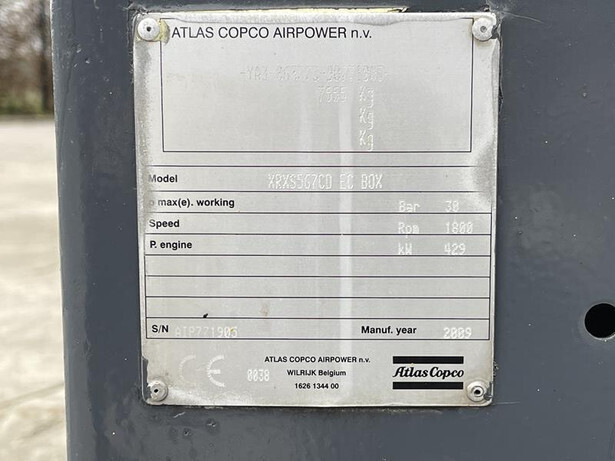 ATLAS COPCO AIRPOWER n.v.
Kg
Kg
Kg
Model XRXS567CD EC BOX
p max(e). working Bar 30
Speed Rpm 1800
P. engine kW 429
S/N AIP771903 Manuf. year 2009
ATLAS COPCO AIRPOWER n.v.
CE 0038 WILRIJK Belgium Atlas Copco
1626 1344 00